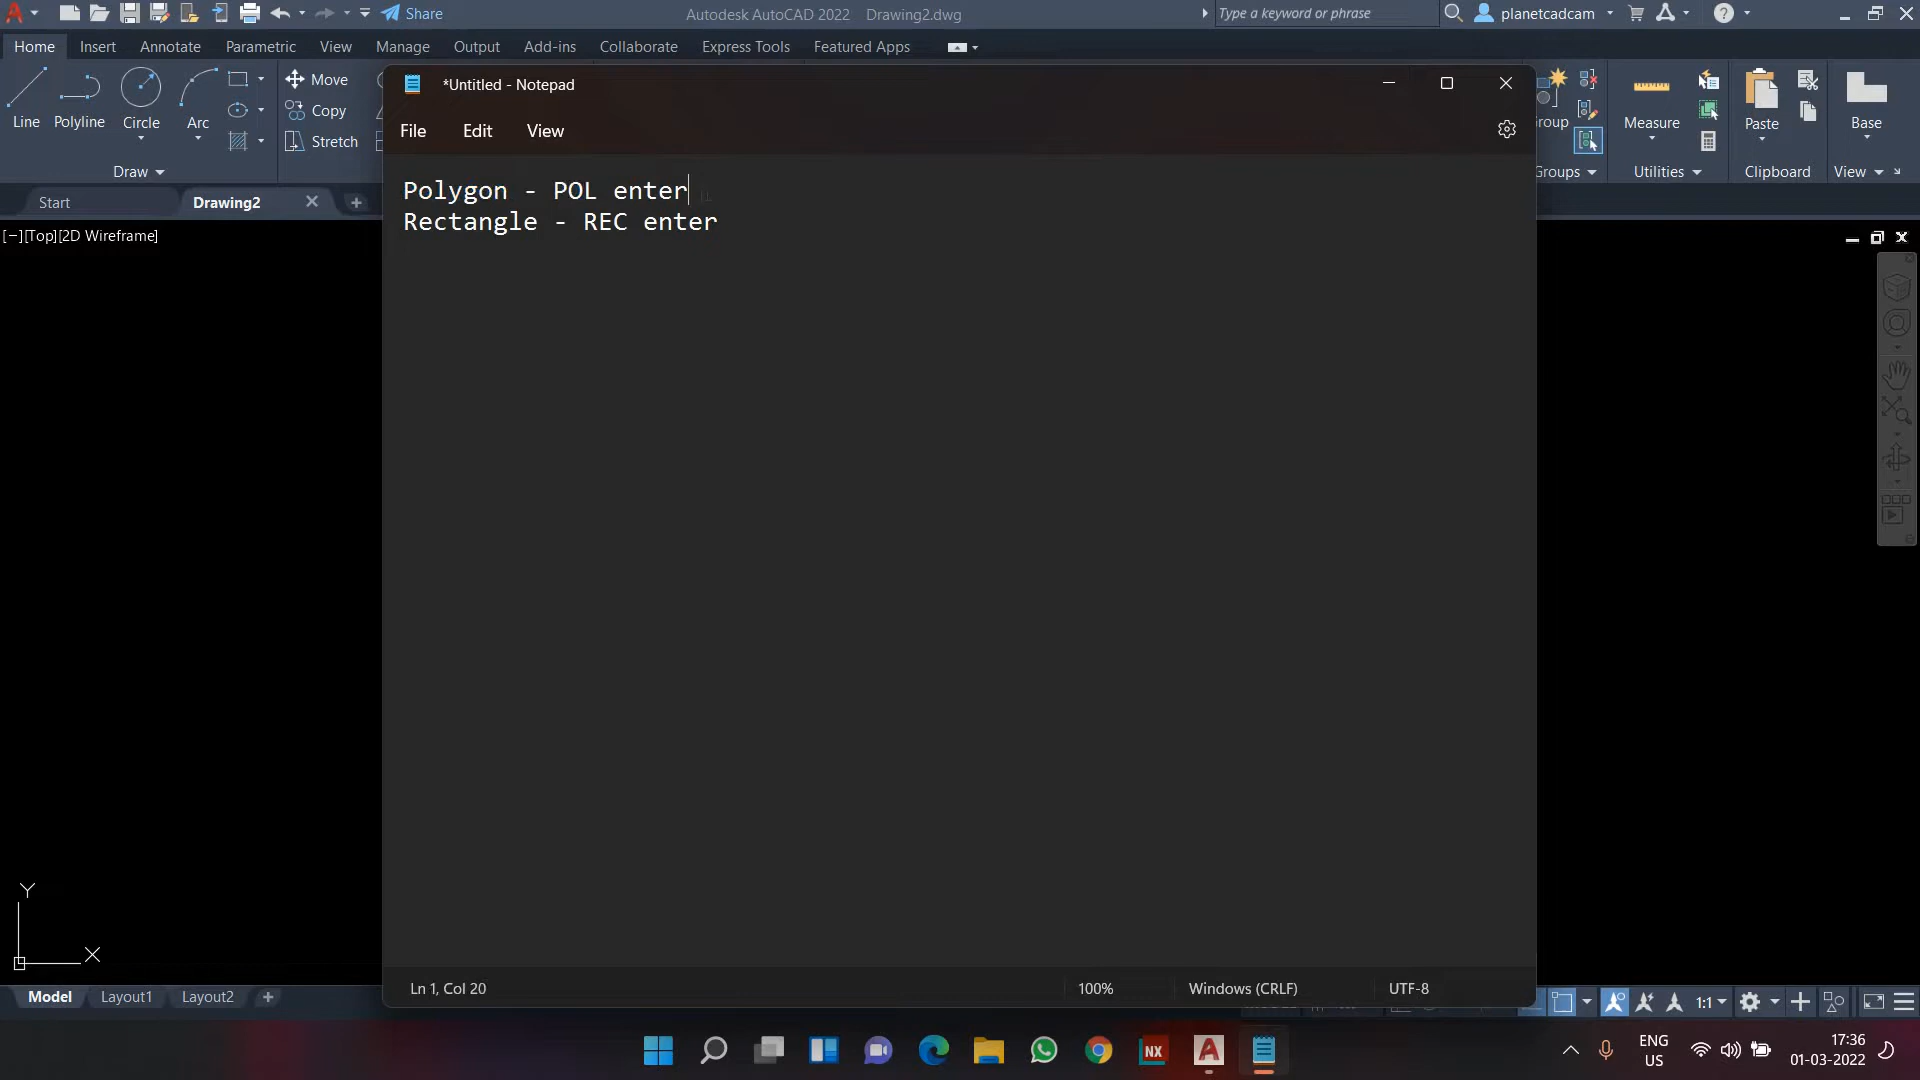 Share
Autodesk AutoCAD 2022 Drawing2.dwg
Type a keyword or phrase
planetcadcam
Home Insert Annotate Parametric View Manage Output Add-ins Collaborate Express Tools Featured Apps
Line Polyline Circle Arc
Move
Copy
Stretch
Draw
Measure
Paste
Base
Utilities
Clipboard
View
Start
Drawing2
[−][Top][2D Wireframe]
*Untitled - Notepad
File Edit View
Polygon - POL enter
Rectangle - REC enter
Ln 1, Col 20
100%
Windows (CRLF)
UTF-8
Y
X
Model Layout1 Layout2
1:1
NX
ENG
US
17:36
01-03-2022